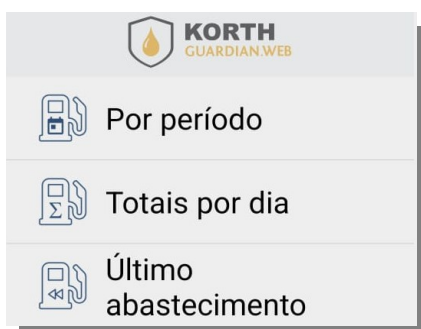 KORTH
GUARDIAN.WEB
Por período
Σ Totais por dia
Último
abastecimento